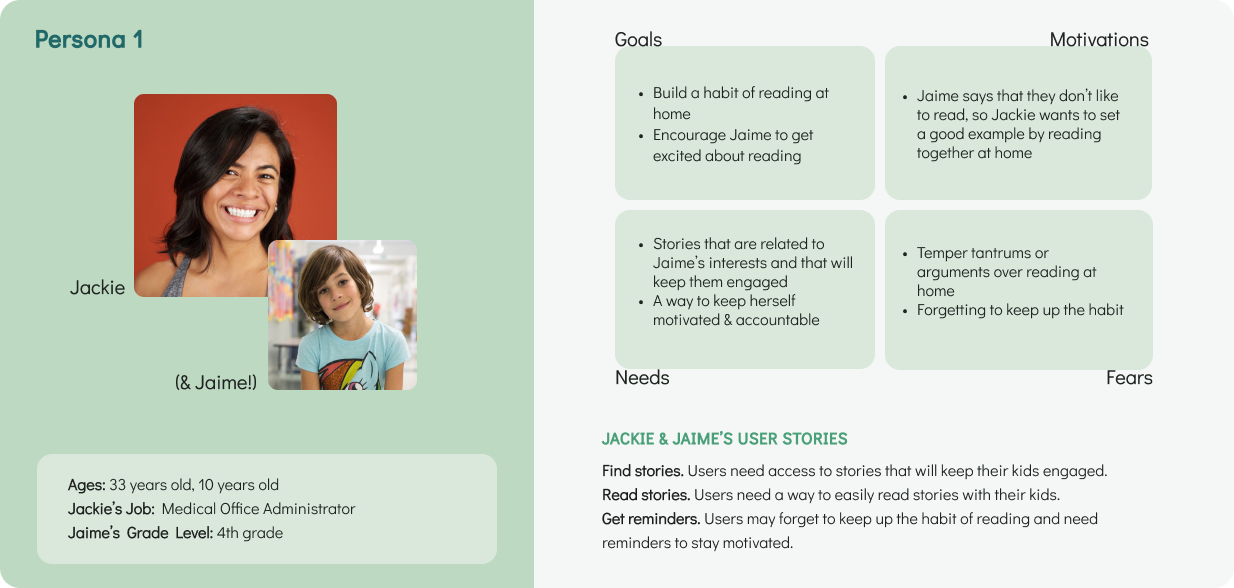 Persona 1
Jackie
(& Jaime!)
Ages: 33 years old, 10 years old
Jackie's Job: Medical Office Administrator
Jaime's Grade Level: 4th grade
Goals
• Build a habit of reading at
home
• Encourage Jaime to get
excited about reading
Motivations
• Jaime says that they don't like
to read, so Jackie wants to set
a good example by reading
together at home
• Stories that are related to
Jaime's interests and that will
keep them engaged
• A way to keep herself
motivated & accountable
Needs
• Temper tantrums or
arguments over reading at
home
• Forgetting to keep up the habit
Fears
JACKIE & JAIME'S USER STORIES
Find stories. Users need access to stories that will keep their kids engaged.
Read stories. Users need a way to easily read stories with their kids.
Get reminders. Users may forget to keep up the habit of reading and need
reminders to stay motivated.